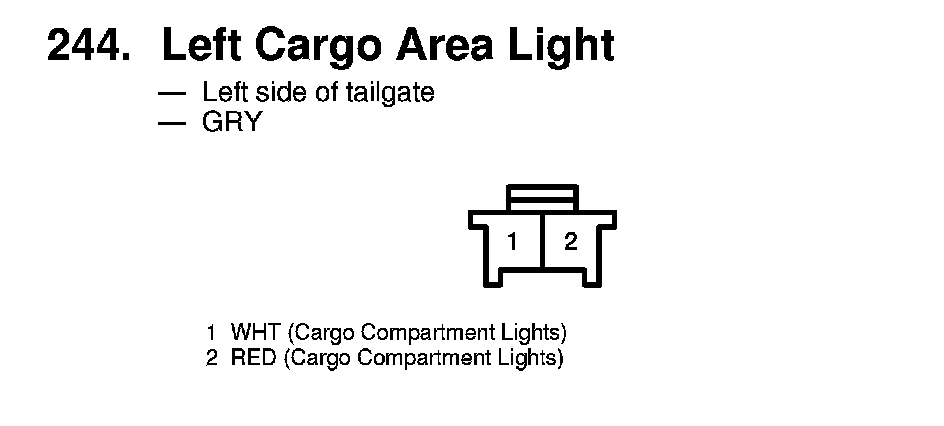 244. Left Cargo Area Light
— Left side of tailgate
— GRY
1 2
1 WHT (Cargo Compartment Lights)
2 RED (Cargo Compartment Lights)